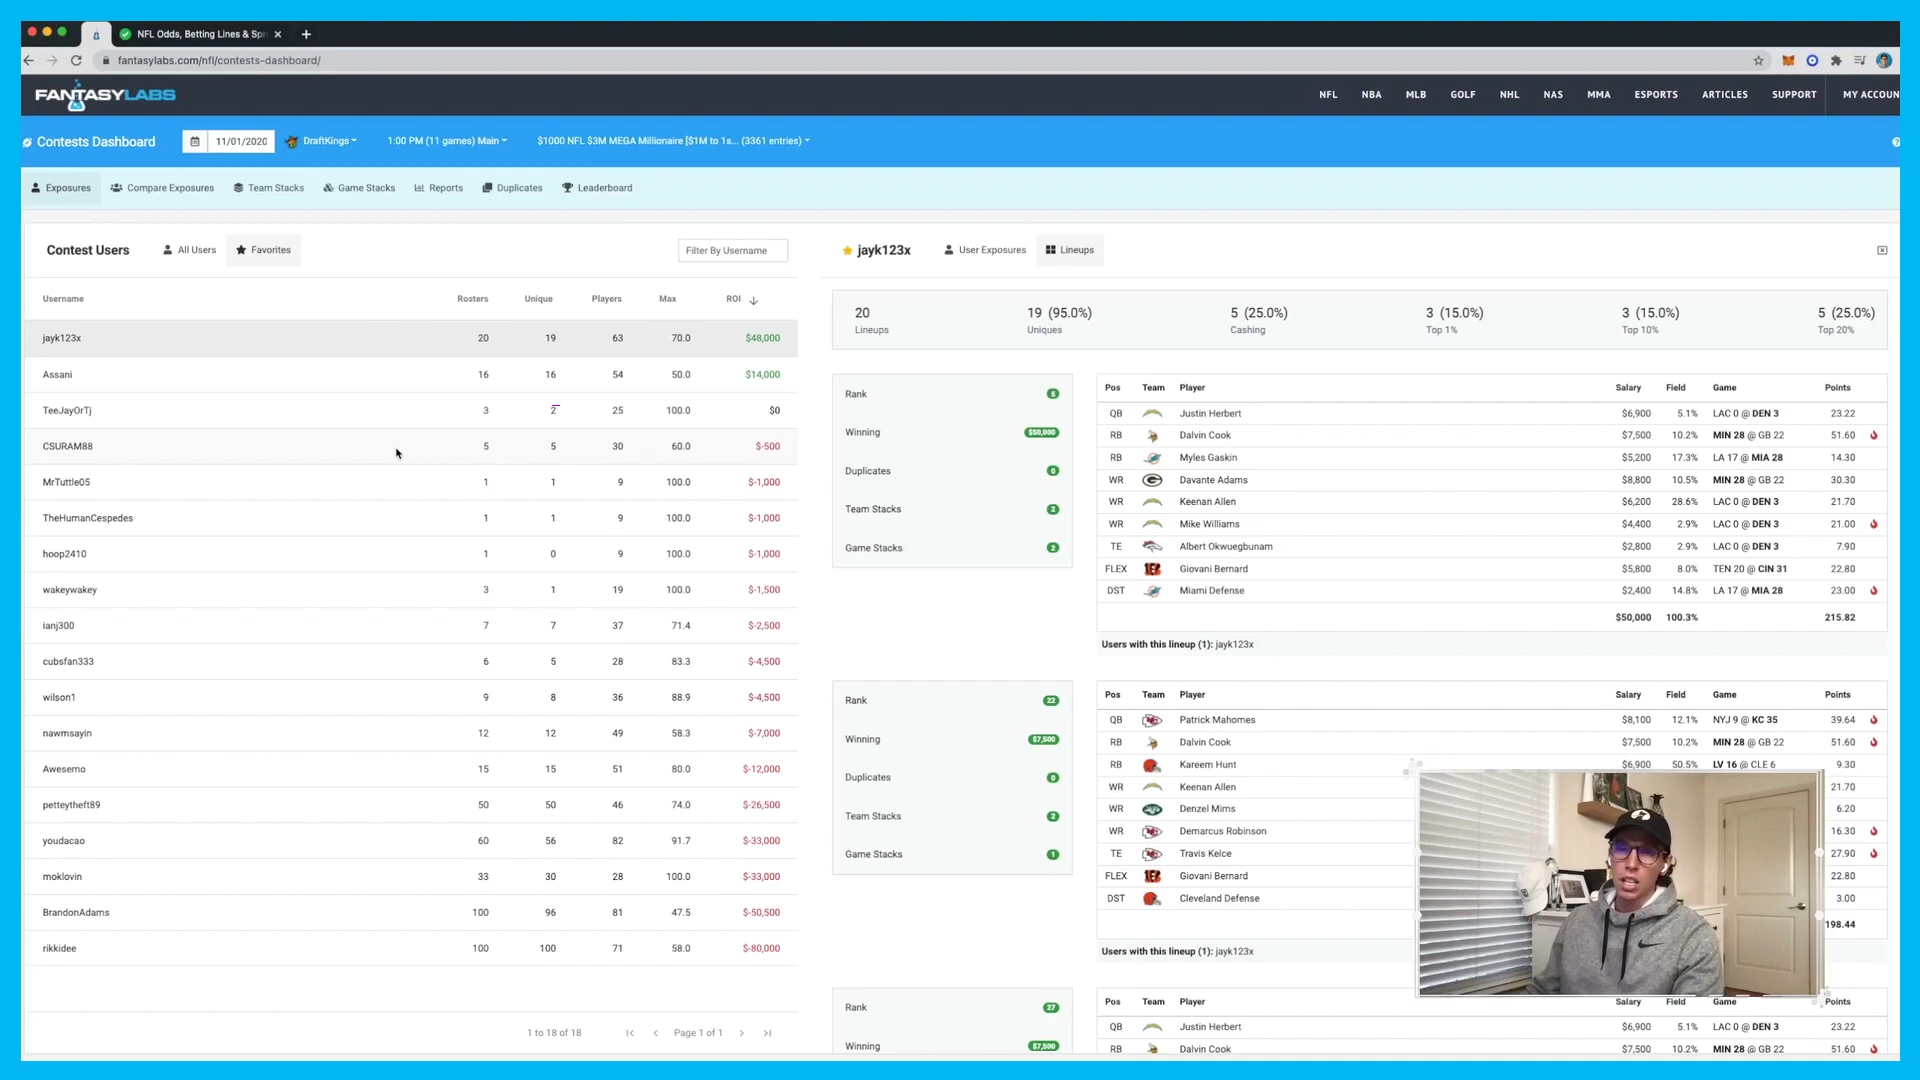 NFL Odds, Betting Lines & Spr
fantasylabs.com/nfl/contests-dashboard/
FANTASYLABS
NFL NBA MLB GOLF NHL NAS MMA ESPORTS ARTICLES SUPPORT MY ACCOUN
Contests Dashboard 11/01/2020 DraftKings 1:00 PM (11 games) Main $1000 NFL $3M MEGA Millionaire [$1M to 1s... (3361 entries)
Exposures Compare Exposures Team Stacks Game Stacks Reports Duplicates Leaderboard
Contest Users All Users Favorites Filter By Username
Username Rosters Unique Players Max ROI
jayk123x 20 19 63 70.0 $48,000
Assani 16 16 54 50.0 $14,000
TeeJayOrTj 3 2 25 100.0 $0
CSURAM88 5 5 30 60.0 $-500
MrTuttle05 1 1 9 100.0 $-1,000
TheHumanCespedes 1 1 9 100.0 $-1,000
hoop2410 1 0 9 100.0 $-1,000
wakeywakey 3 1 19 100.0 $-1,500
ianj300 7 7 37 71.4 $-2,500
cubsfan333 6 5 28 83.3 $-4,500
wilson1 9 8 36 88.9 $-4,500
nawmsayin 12 12 49 58.3 $-7,000
Awesemo 15 15 51 80.0 $-12,000
petteytheft89 50 50 46 74.0 $-26,500
youdacao 60 56 82 91.7 $-33,000
moklovin 33 30 28 100.0 $-33,000
BrandonAdams 100 96 81 47.5 $-50,500
rikkidee 100 100 71 58.0 $-80,000
1 to 18 of 18 Page 1 of 1
jayk123x User Exposures Lineups
20 19 (95.0%) 5 (25.0%) 3 (15.0%) 3 (15.0%) 5 (25.0%)
Lineups Uniques Cashing Top 1% Top 10% Top 20%
Rank 5
Winning $50,000
Duplicates 0
Team Stacks 2
Game Stacks 2
Pos Team Player Salary Field Game Points
QB Justin Herbert $6,900 5.1% LAC 0 @ DEN 3 23.22
RB Dalvin Cook $7,500 10.2% MIN 28 @ GB 22 51.60
RB Myles Gaskin $5,200 17.3% LA 17 @ MIA 28 14.30
WR Davante Adams $8,800 10.5% MIN 28 @ GB 22 30.30
WR Keenan Allen $6,200 28.6% LAC 0 @ DEN 3 21.70
WR Mike Williams $4,400 2.9% LAC 0 @ DEN 3 21.00
TE Albert Okwuegbunam $2,800 2.9% LAC 0 @ DEN 3 7.90
FLEX Giovani Bernard $5,800 8.0% TEN 20 @ CIN 31 22.80
DST Miami Defense $2,400 14.8% LA 17 @ MIA 28 23.00
$50,000 100.3% 215.82
Users with this lineup (1): jayk123x
Rank 22
Winning $7,500
Duplicates 0
Team Stacks 2
Game Stacks 1
Pos Team Player Salary Field Game Points
QB Patrick Mahomes $8,100 12.1% NYJ 9 @ KC 35 39.64
RB Dalvin Cook $7,500 10.2% MIN 28 @ GB 22 51.60
RB Kareem Hunt $6,900 50.5% LV 16 @ CLE 6 9.30
WR Keenan Allen 21.70
WR Denzel Mims 6.20
WR Demarcus Robinson 16.30
TE Travis Kelce 27.90
FLEX Giovani Bernard 22.80
DST Cleveland Defense 3.00
198.44
Users with this lineup (1): jayk123x
Rank 27
Winning $7,500
Pos Team Player Salary Field Game Points
QB Justin Herbert $6,900 5.1% LAC 0 @ DEN 3 23.22
RB Dalvin Cook $7,500 10.2% MIN 28 @ GB 22 51.60